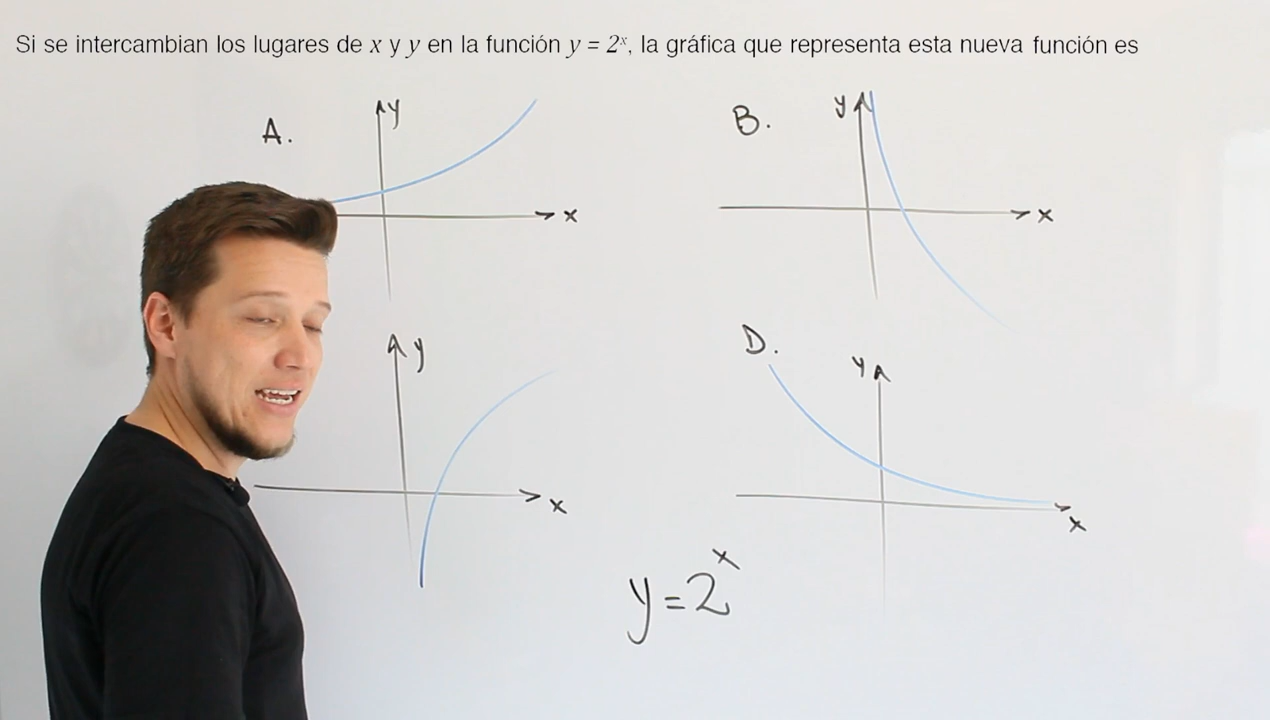 Si se intercambian los lugares de x y y en la función y = 2ˣ, la gráfica que representa esta nueva función es
A.
y
x
B.
y
x
y
x
D.
y
x
y = 2ˣ